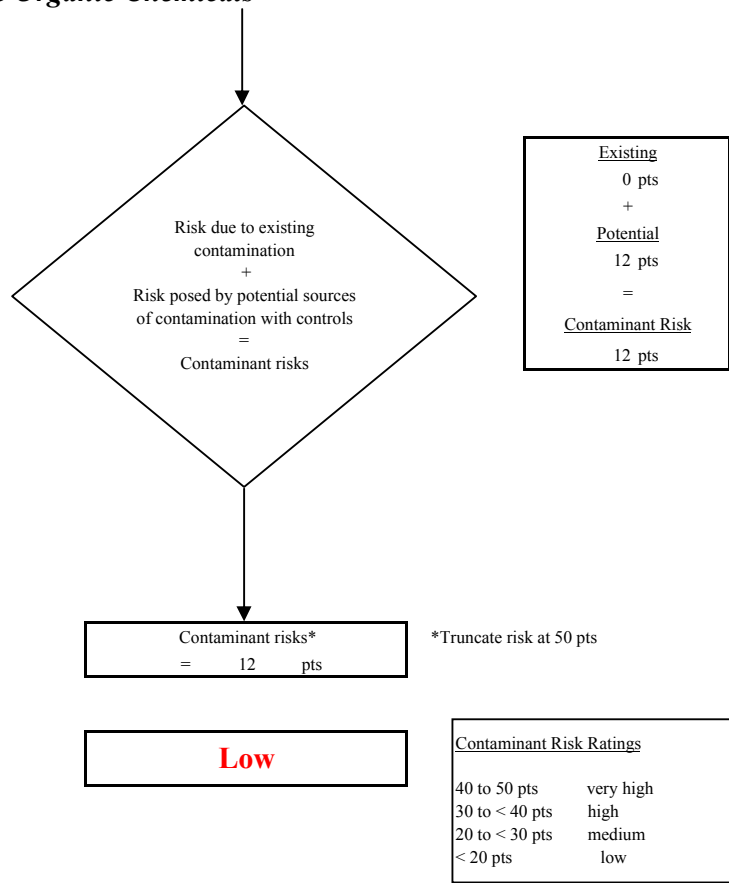 Organic Chemicals
Risk due to existing
contamination
+
Risk posed by potential sources
of contamination with controls
=
Contaminant risks
Existing
0 pts
+
Potential
12 pts
=
Contaminant Risk
12 pts
Contaminant risks*
= 12 pts
*Truncate risk at 50 pts
Low
Contaminant Risk Ratings
40 to 50 pts very high
30 to < 40 pts high
20 to < 30 pts medium
< 20 pts low